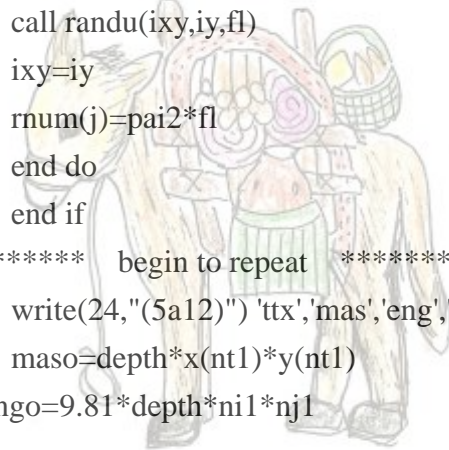 call randu(ixy,iy,fl)
ixy=iy
rnum(j)=pai2*fl
end do
end if
****** begin to repeat *******
write(24,"(5a12)") 'ttx','mas','eng','
maso=depth*x(nt1)*y(nt1)
ngo=9.81*depth*ni1*nj1